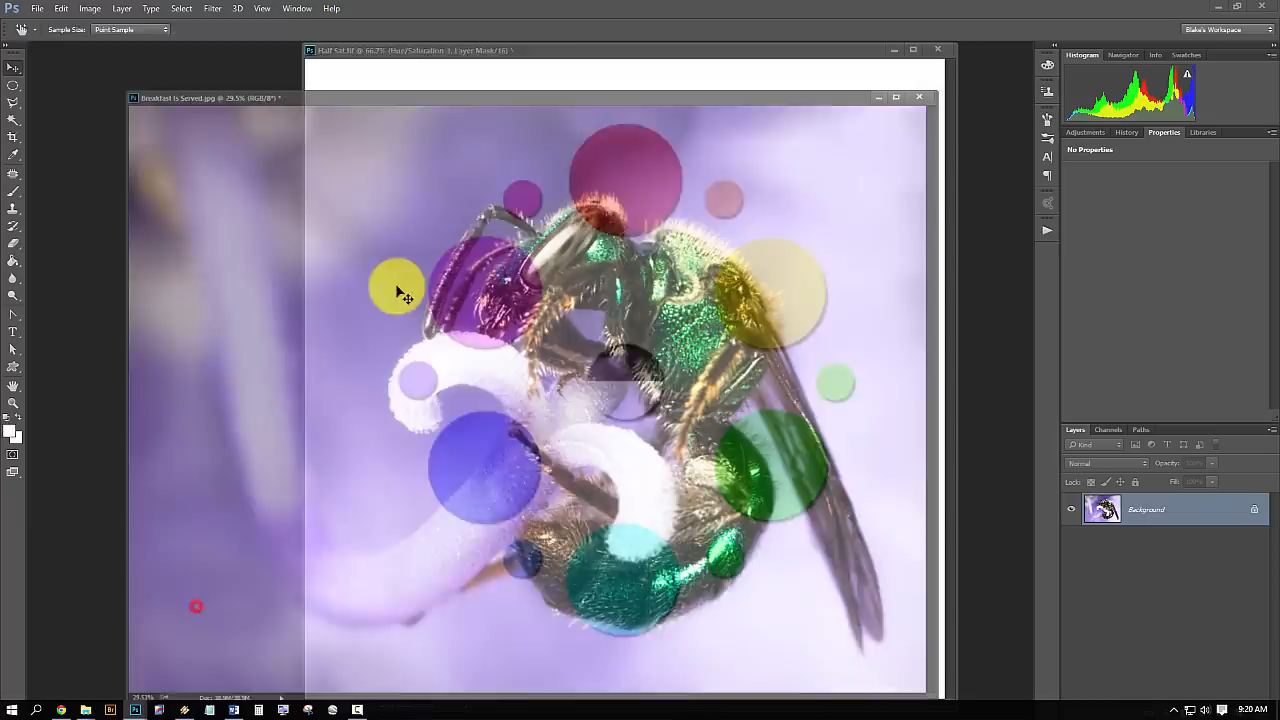 Ps File Edit Image Layer Type Select Filter 3D View Window Help
Sample Size: Point Sample
Blake's Workspace
Half Sat.tif @ 66.7% (Hue/Saturation 1, Layer Mask/16) *
Breakfast Is Served.jpg @ 29.5% (RGB/8*) *
Histogram Navigator Info Swatches
Adjustments History Properties Libraries
No Properties
Layers Channels Paths
Kind
Normal Opacity: 100%
Lock: Fill: 100%
Background
9:20 AM